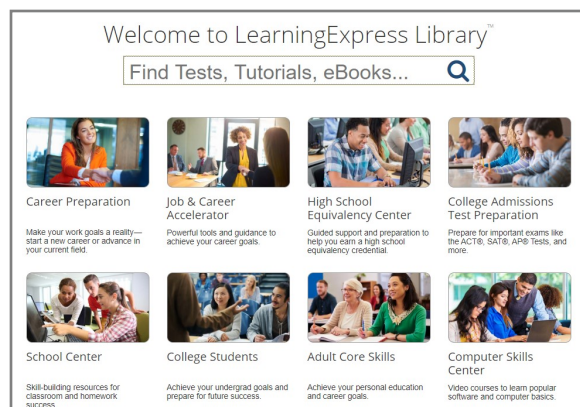 Welcome to LearningExpress Library™
Find Tests, Tutorials, eBooks...
Career Preparation
Make your work goals a reality—
start a new career or advance in
your current field.
Job & Career
Accelerator
Powerful tools and guidance to
achieve your career goals.
High School
Equivalency Center
Guided support and preparation to
help you earn a high school
equivalency credential.
College Admissions
Test Preparation
Prepare for important exams like
the ACT®, SAT®, AP® Tests, and
more.
School Center
Skill-building resources for
classroom and homework
success.
College Students
Achieve your undergrad goals and
prepare for future success.
Adult Core Skills
Achieve your personal education
and career goals.
Computer Skills
Center
Video courses to learn popular
software and computer basics.